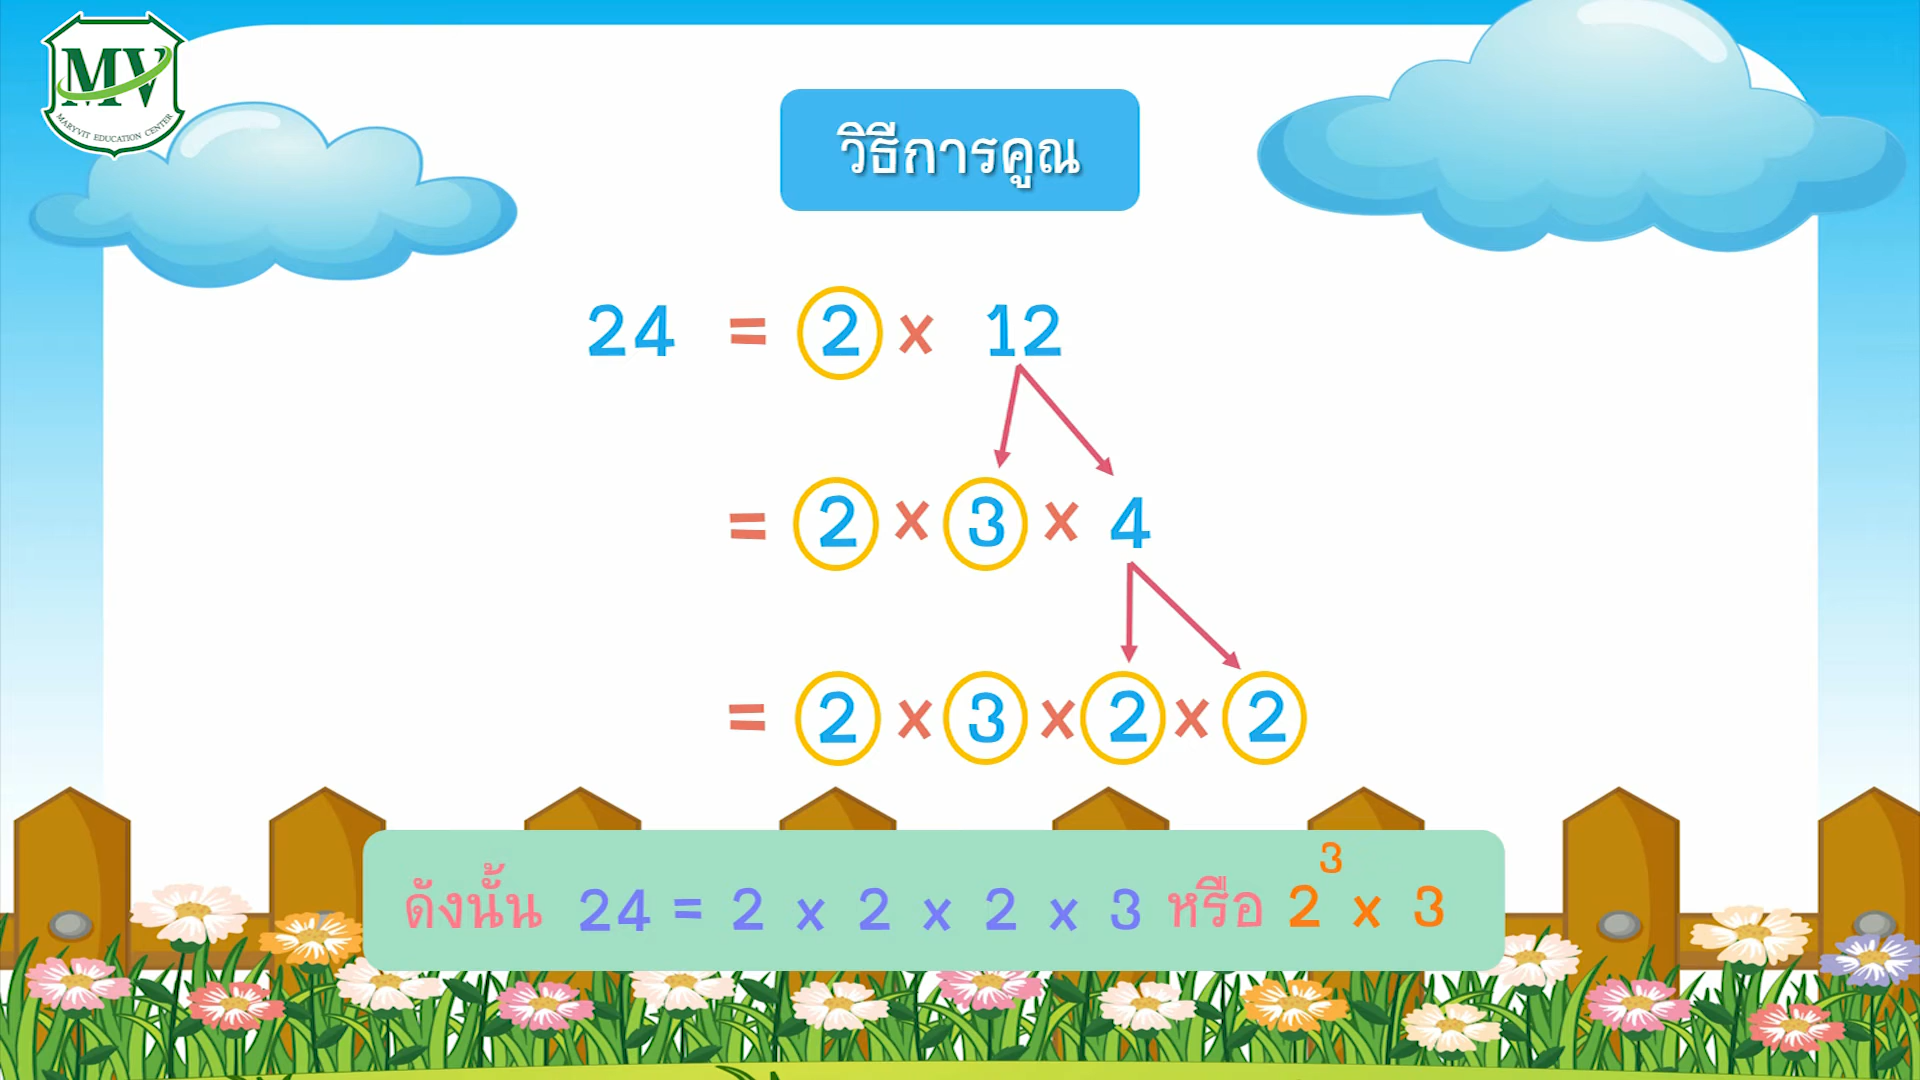 MV
MARYVIT EDUCATION CENTER
วิธีการคูณ
24 = 2 x 12
= 2 x 3 x 4
= 2 x 3 x 2 x 2
ดังนั้น 24 = 2 x 2 x 2 x 3 หรือ 2³ x 3